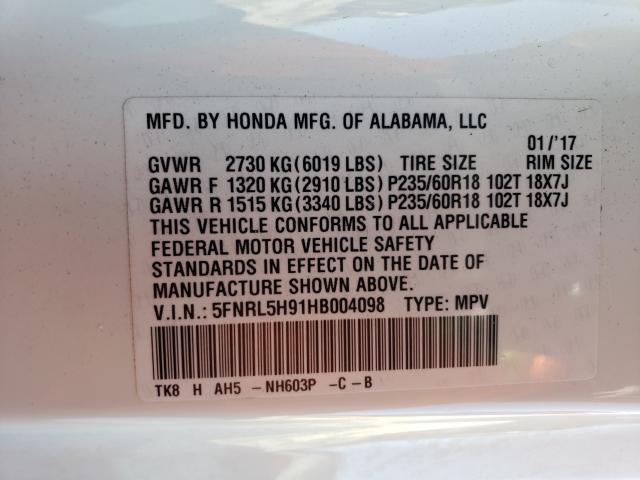 MFD. BY HONDA MFG. OF ALABAMA, LLC
01/'17
GVWR 2730 KG(6019 LBS) TIRE SIZE RIM SIZE
GAWR F 1320 KG(2910 LBS) P235/60R18 102T 18X7J
GAWR R 1515 KG(3340 LBS) P235/60R18 102T 18X7J
THIS VEHICLE CONFORMS TO ALL APPLICABLE
FEDERAL MOTOR VEHICLE SAFETY
STANDARDS IN EFFECT ON THE DATE OF
MANUFACTURE SHOWN ABOVE.
V.I.N.: 5FNRL5H91HB004098 TYPE: MPV
TK8 H AH5 -NH603P -C-B